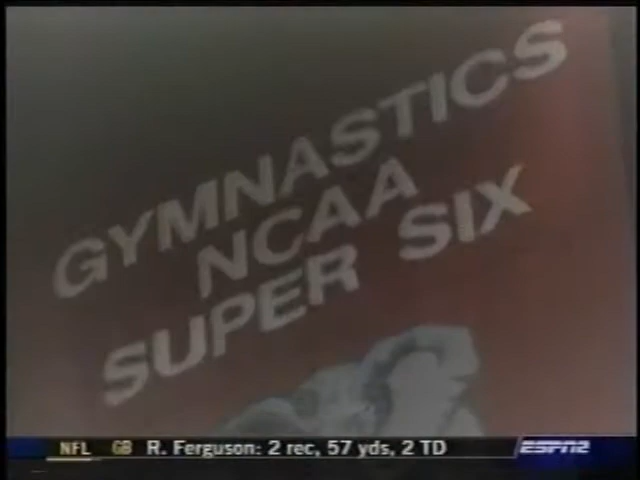 GYMNASTICS
NCAA
SUPER SIX
NFL GB R. Ferguson: 2 rec, 57 yds, 2 TD ESPN2